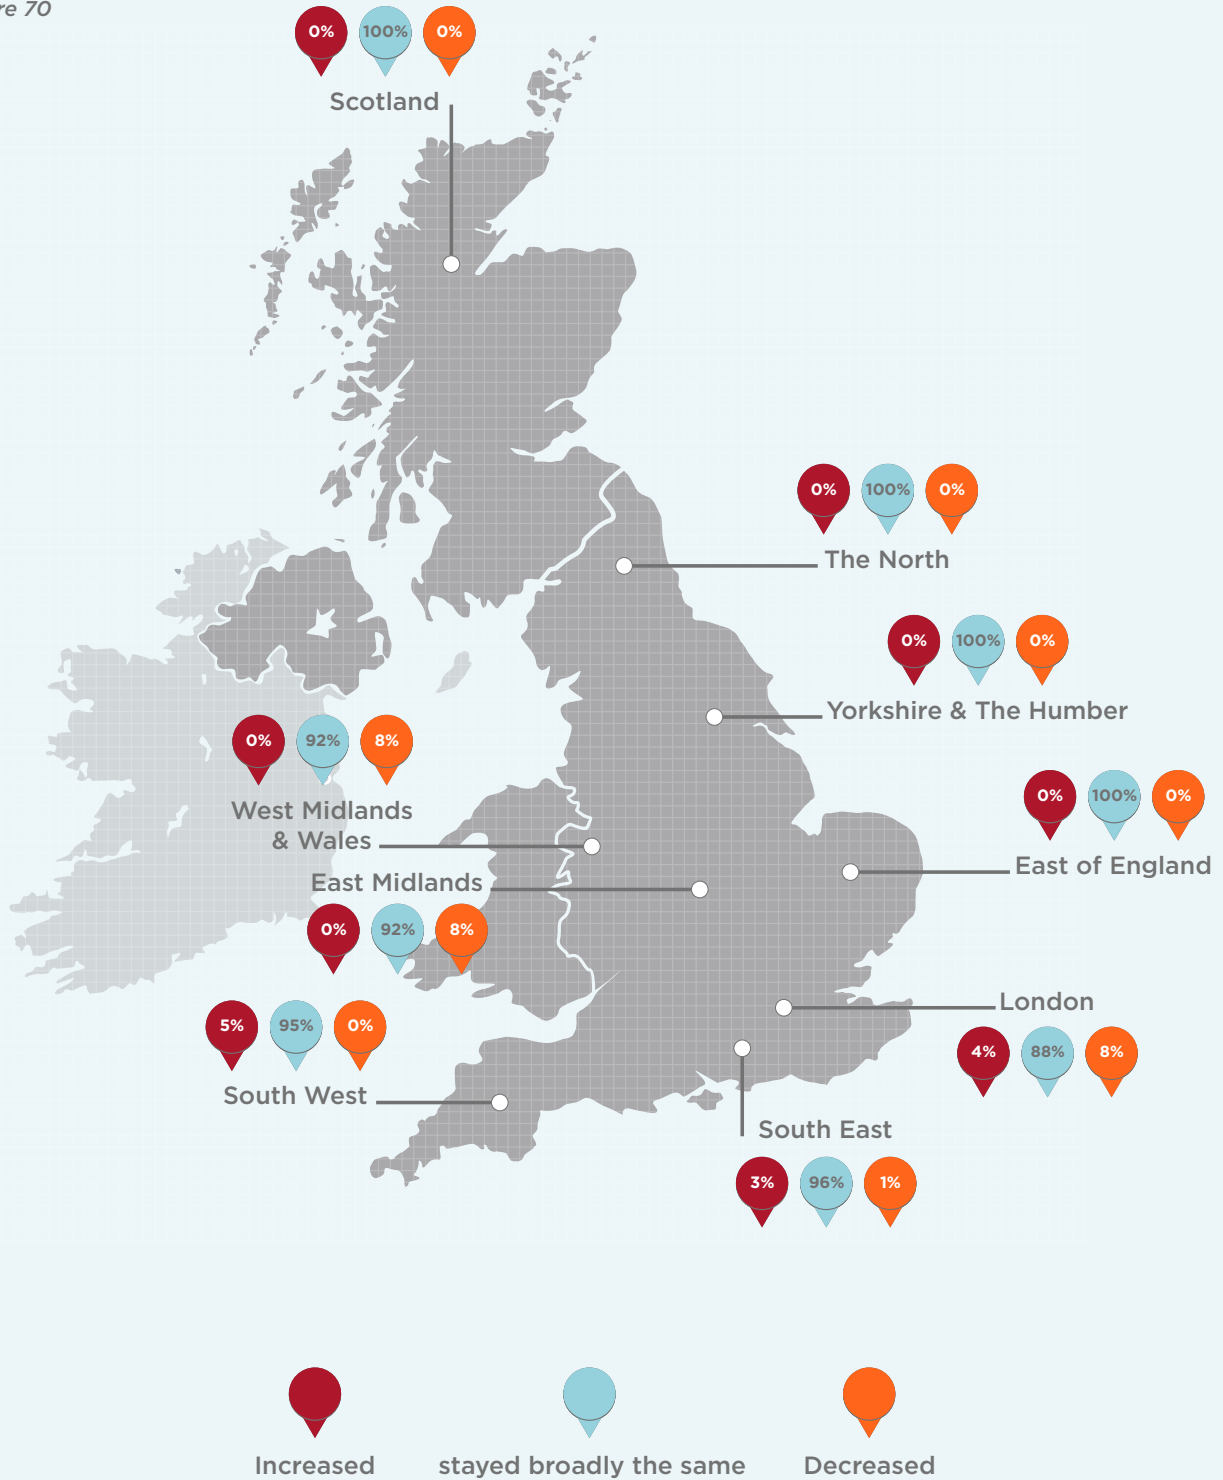 re 70
0% 100% 0%
Scotland
0% 100% 0%
The North
0% 100% 0%
Yorkshire & The Humber
0% 92% 8%
West Midlands
& Wales
0% 100% 0%
East of England
East Midlands
0% 92% 8%
London
4% 88% 8%
5% 95% 0%
South West
South East
3% 96% 1%
Increased
stayed broadly the same
Decreased